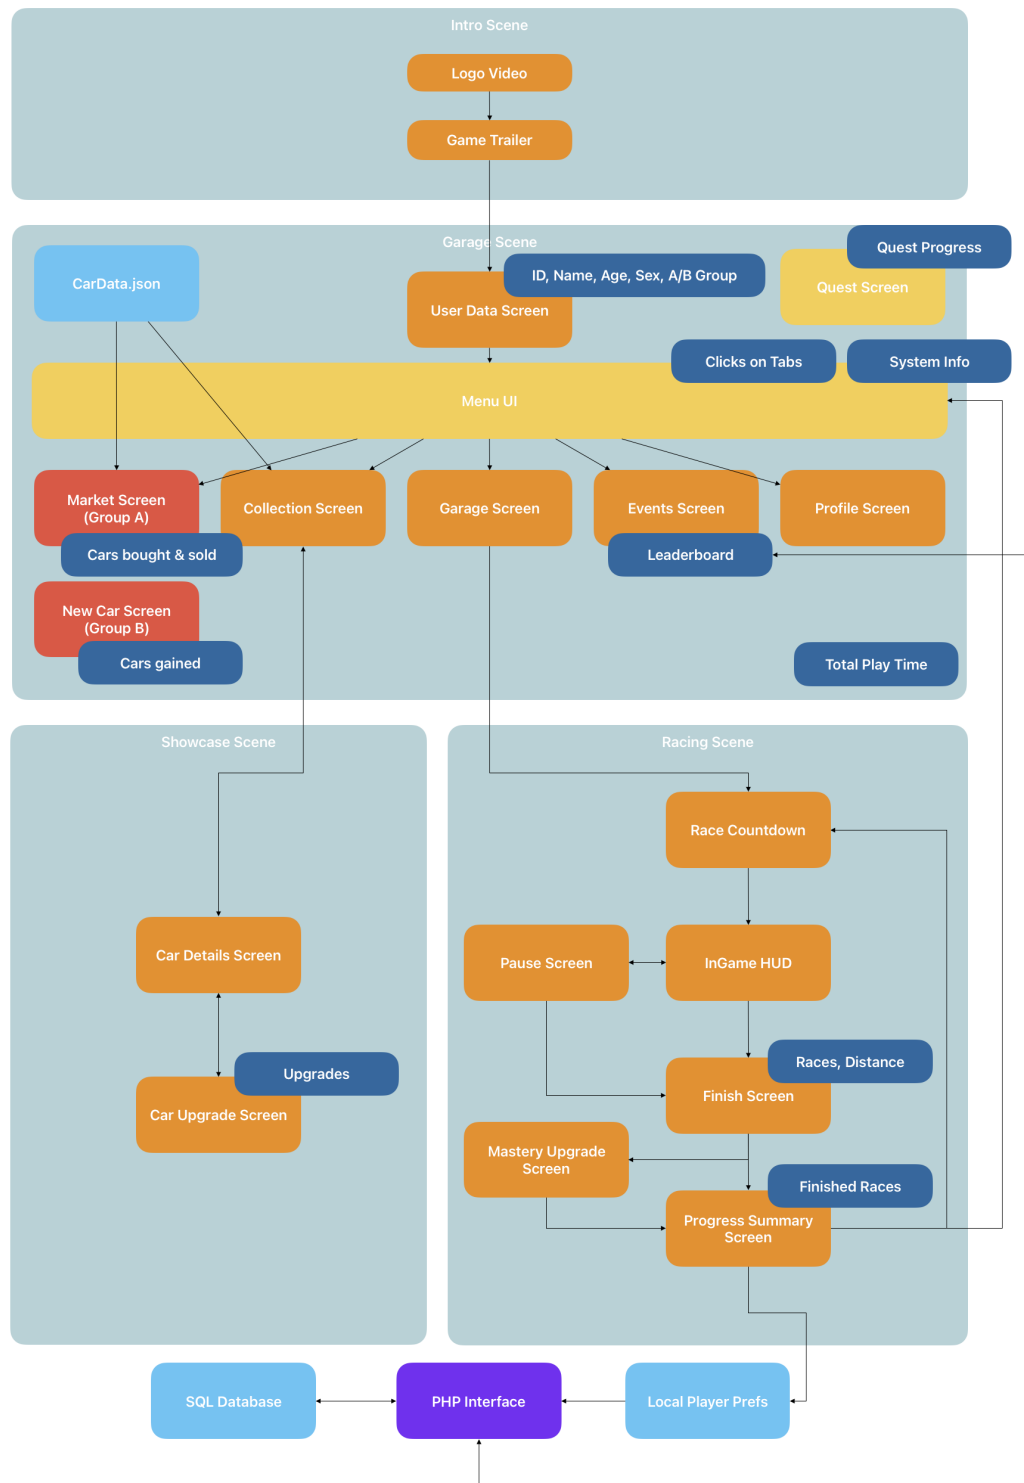 Intro Scene
Logo Video
Game Trailer
Garage Scene
Quest Progress
CarData.json
ID, Name, Age, Sex, A/B Group
Quest Screen
User Data Screen
Clicks on Tabs
System Info
Menu UI
Market Screen
(Group A)
Collection Screen
Garage Screen
Events Screen
Profile Screen
Cars bought & sold
Leaderboard
New Car Screen
(Group B)
Cars gained
Total Play Time
Showcase Scene
Racing Scene
Race Countdown
Car Details Screen
Pause Screen
InGame HUD
Upgrades
Races, Distance
Car Upgrade Screen
Finish Screen
Mastery Upgrade
Screen
Finished Races
Progress Summary
Screen
SQL Database
PHP Interface
Local Player Prefs